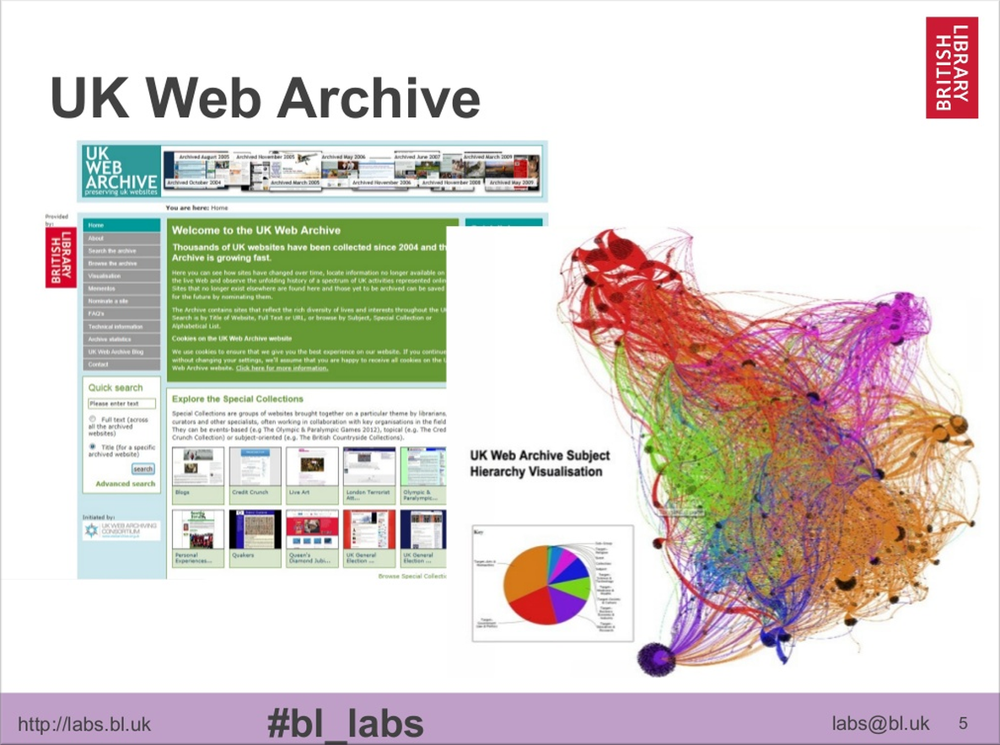 LIBRARY
BRITISH
UK Web Archive
UK
WEB
ARCHIVE
preserving uk websites
Archived August 2005
Archived November 2005
Archived May 2006
Archived June 2007
Archived March 2009
Archived October 2004
Archived March 2005
Archived November 2006
Archived November 2008
Archived May 2009
You are here: Home
Provided
by:
LIBRARY
BRITISH
Home
About
Search the archive
Browse the archive
Visualisation
Mementos
Nominate a site
FAQ's
Technical information
Archive statistics
UK Web Archive Blog
Contact
Welcome to the UK Web Archive
Thousands of UK websites have been collected since 2004 and th
Archive is growing fast.
Here you can see how sites have changed over time, locate information no longer available on
the live Web and observe the unfolding history of a spectrum of UK activities represented onlin
Sites that no longer exist elsewhere are found here and those yet to be archived can be saved
for the future by nominating them.
The Archive contains sites that reflect the rich diversity of lives and interests throughout the U
Search is by Title of Website, Full Text or URL, or browse by Subject, Special Collection or
Alphabetical List.
Cookies on the UK Web Archive website
We use cookies to ensure that we give you the best experience on our website. If you continue
without changing your settings, we'll assume that you are happy to receive all cookies on the U
Web Archive website. Click here for more information.
Quick search
Please enter text
Full text (across
all the archived
websites)
Title (for a specific
archived website)
search
Advanced search
Initiated by:
UK WEB ARCHIVING
CONSORTIUM
Explore the Special Collections
Special Collections are groups of websites brought together on a particular theme by librarians,
curators and other specialists, often working in collaboration with key organisations in the field
They can be events-based (e.g The Olympic & Paralympic Games 2012), topical (e.g. The Cred
Crunch Collection) or subject-oriented (e.g. The British Countryside Collections).
Blogs
Credit Crunch
Live Art
London Terrorist
Att...
Olympic &
Paralympic...
Personal
Experiences...
Quakers
Queen's
Diamond Jubi...
UK General
Election ...
UK General
Election ...
Browse Special Collectio
UK Web Archive Subject
Hierarchy Visualisation
Key
http://labs.bl.uk
#bl_labs
labs@bl.uk
5